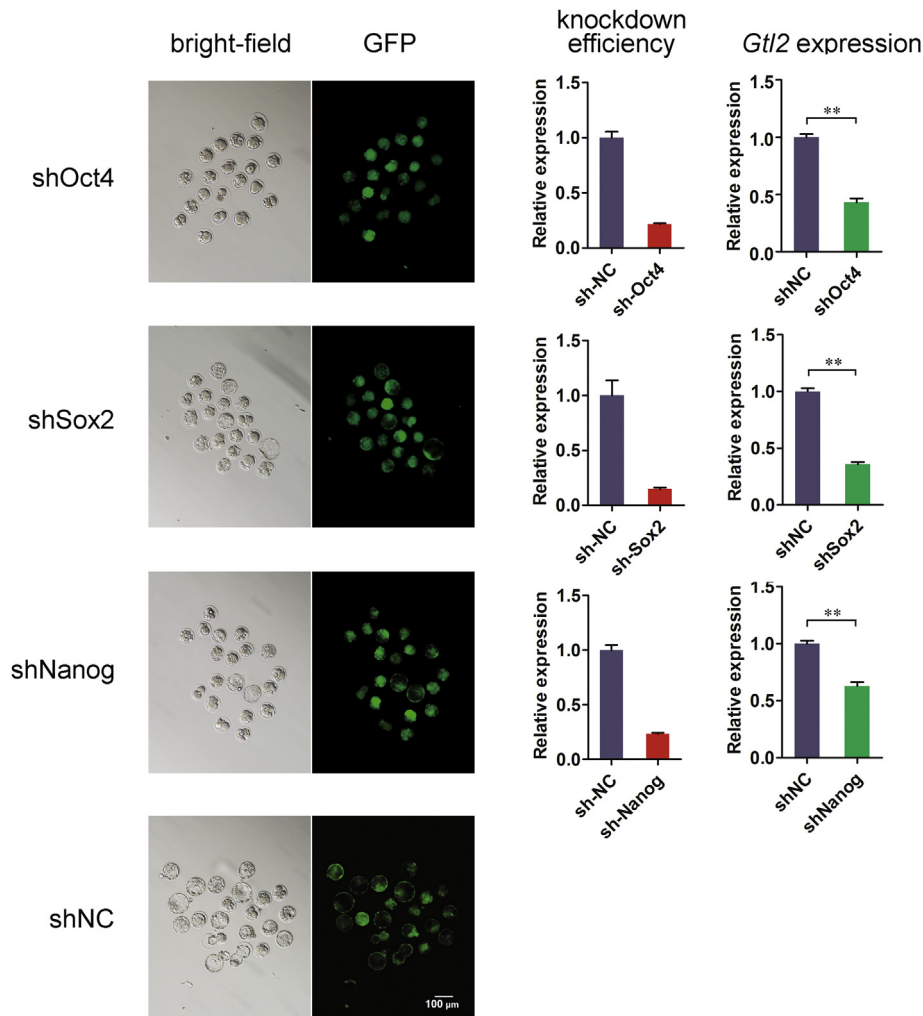 knockdown
efficiency
bright-field GFP Gtl2 expression
shOct4
Relative expression
1.5
1.0
0.5
0.0
sh-NC
sh-Oct4
Relative expression
1.5
1.0
0.5
0.0
**
shNC
shOct4
shSox2
Relative expression
1.5
1.0
0.5
0.0
sh-NC
sh-Sox2
Relative expression
1.5
1.0
0.5
0.0
**
shNC
shSox2
shNanog
Relative expression
1.5
1.0
0.5
0.0
sh-NC
sh-Nanog
Relative expression
1.5
1.0
0.5
0.0
**
shNC
shNanog
shNC
100 µm